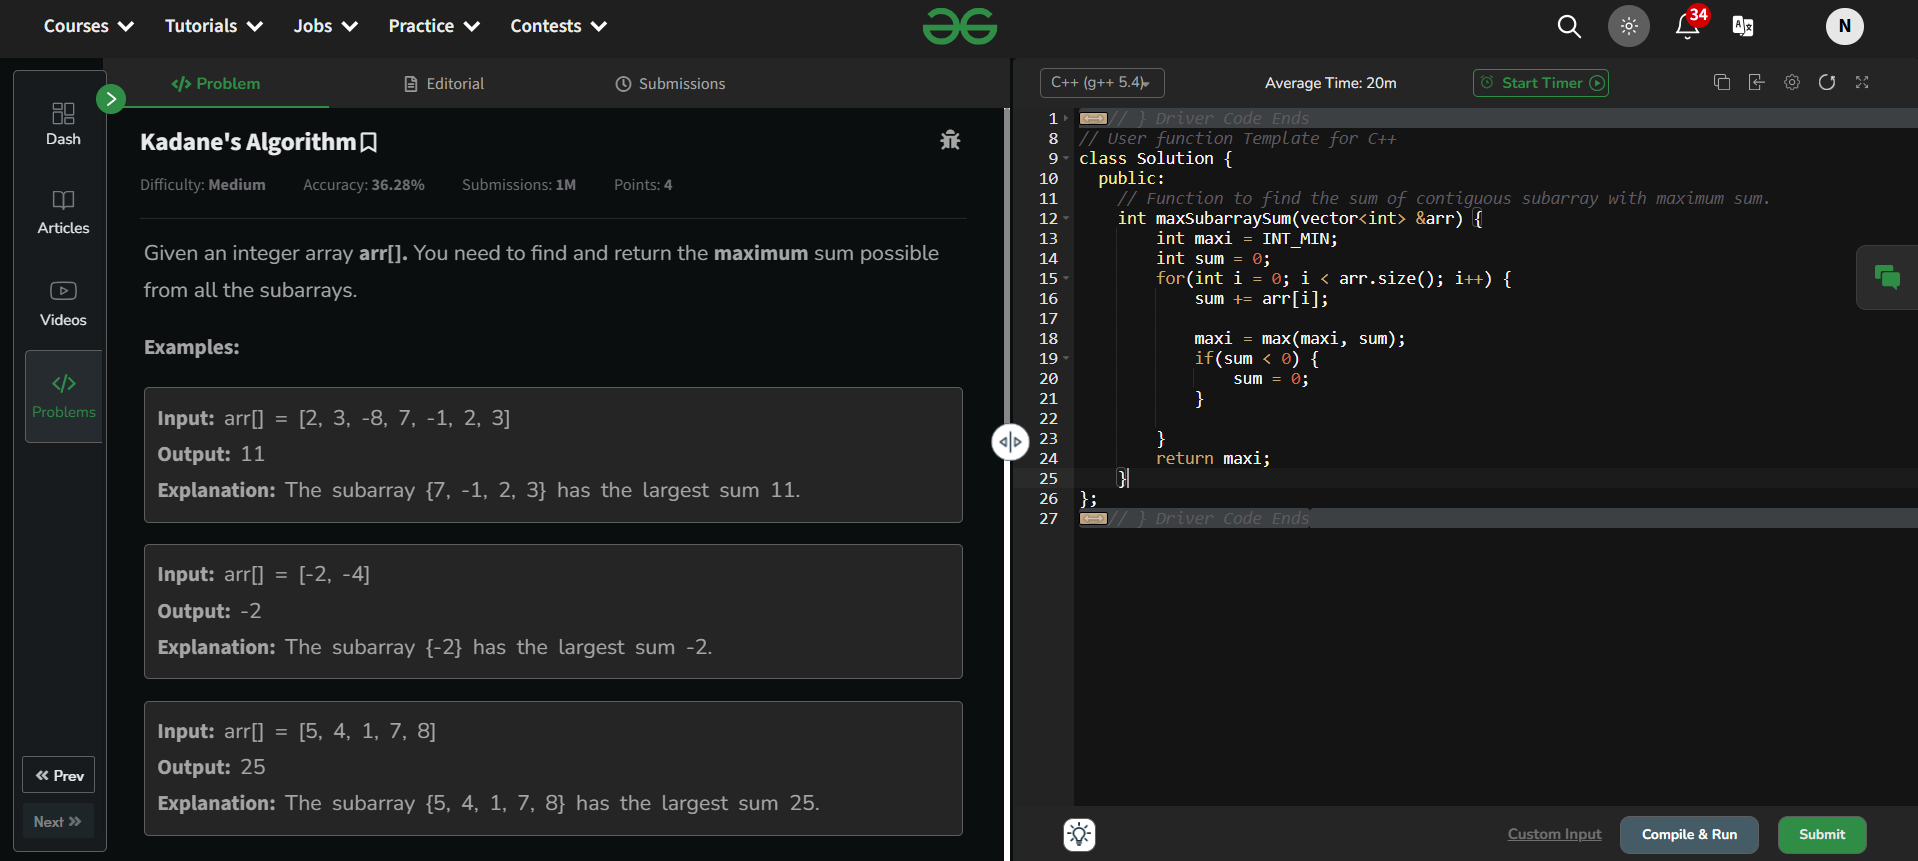 Courses Tutorials Jobs Practice Contests 34 N
Dash
Articles
Videos
Problems
Prev
Next
Problem Editorial Submissions
Kadane's Algorithm
Difficulty: Medium Accuracy: 36.28% Submissions: 1M Points: 4
Given an integer array arr[]. You need to find and return the maximum sum possible
from all the subarrays.
Examples:
Input: arr[] = [2, 3, -8, 7, -1, 2, 3]
Output: 11
Explanation: The subarray {7, -1, 2, 3} has the largest sum 11.
Input: arr[] = [-2, -4]
Output: -2
Explanation: The subarray {-2} has the largest sum -2.
Input: arr[] = [5, 4, 1, 7, 8]
Output: 25
Explanation: The subarray {5, 4, 1, 7, 8} has the largest sum 25.
C++ (g++ 5.4) Average Time: 20m Start Timer
1 // } Driver Code Ends
8 // User function Template for C++
9 class Solution {
10 public:
11 // Function to find the sum of contiguous subarray with maximum sum.
12 int maxSubarraySum(vector<int> &arr) {
13 int maxi = INT_MIN;
14 int sum = 0;
15 for(int i = 0; i < arr.size(); i++) {
16 sum += arr[i];
17
18 maxi = max(maxi, sum);
19 if(sum < 0) {
20 sum = 0;
21 }
22
23 }
24 return maxi;
25 }
26 };
27 // } Driver Code Ends
Custom Input Compile & Run Submit